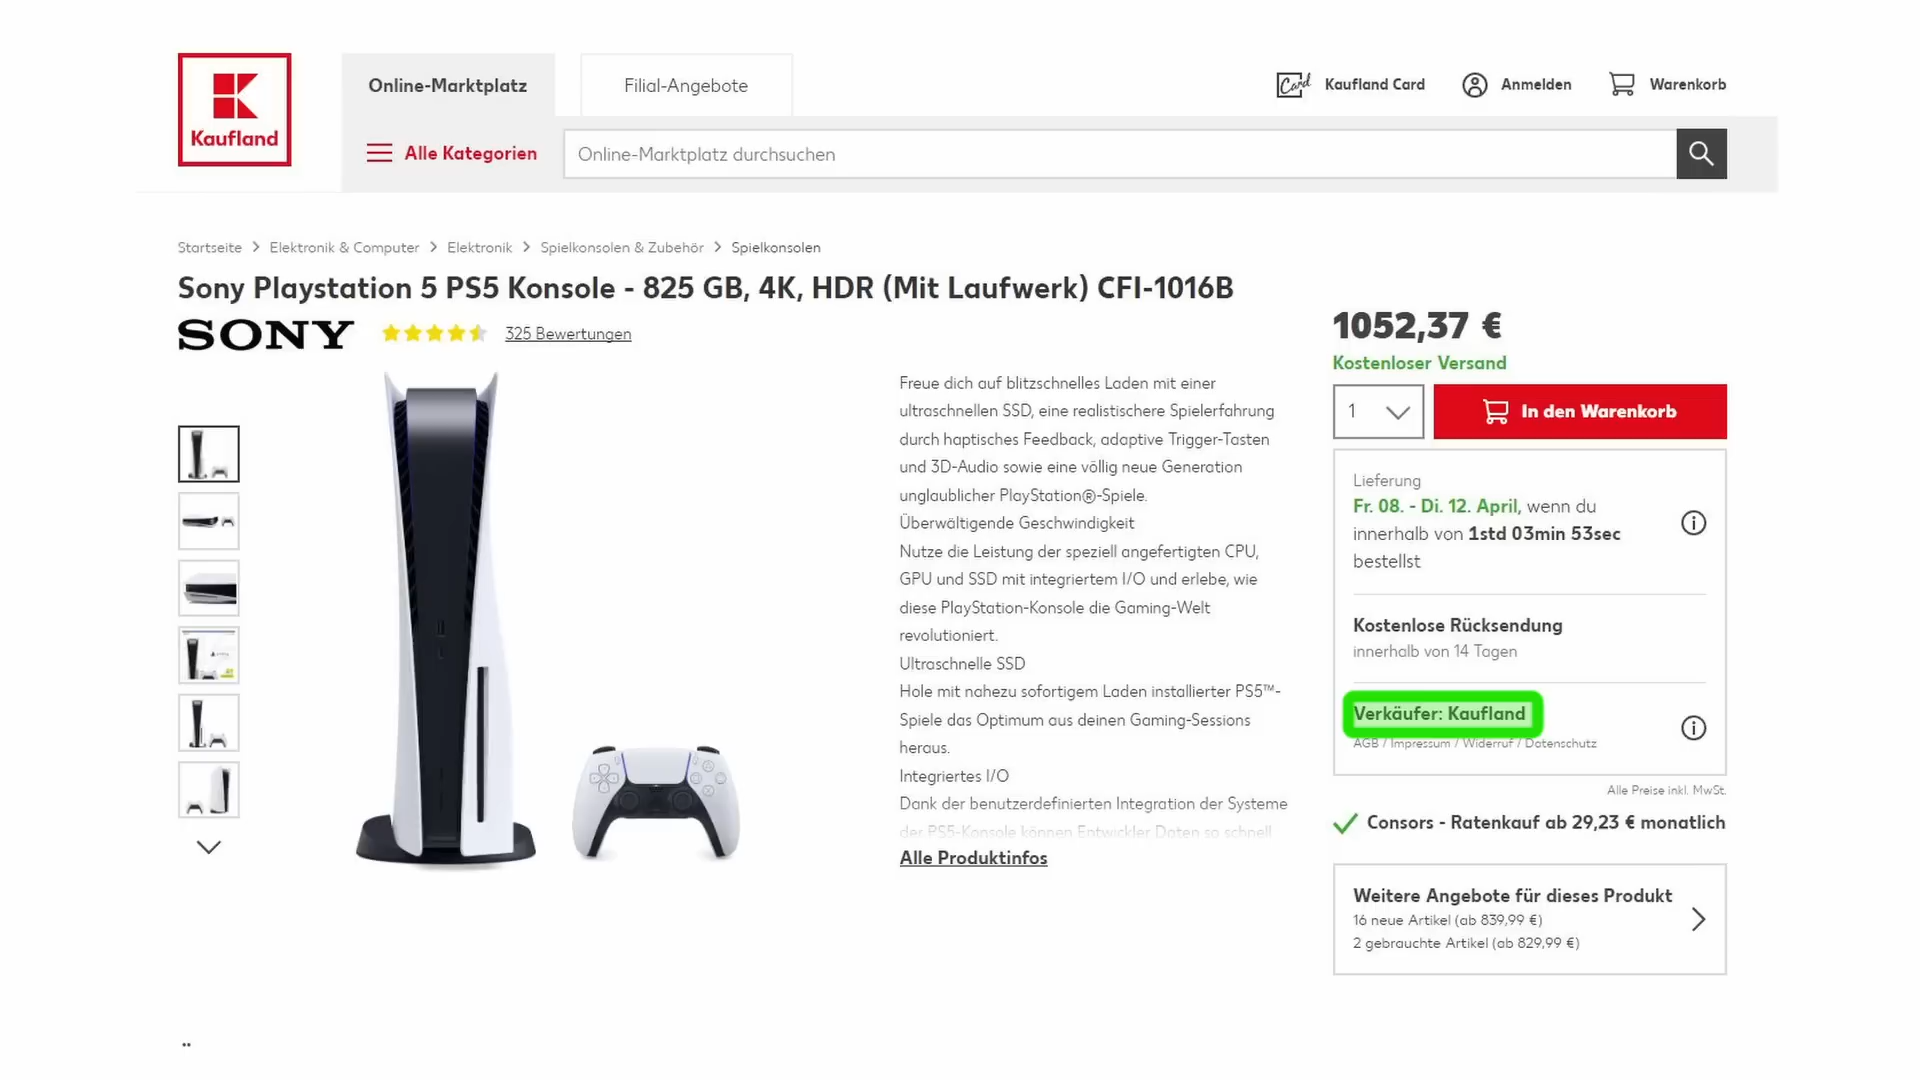 Kaufland
Online-Marktplatz
Filial-Angebote
Card
Kaufland Card
Anmelden
Warenkorb
Alle Kategorien
Online-Marktplatz durchsuchen
Startseite > Elektronik & Computer > Elektronik > Spielkonsolen & Zubehör > Spielkonsolen
Sony Playstation 5 PS5 Konsole - 825 GB, 4K, HDR (Mit Laufwerk) CFI-1016B
SONY
325 Bewertungen
Freue dich auf blitzschnelles Laden mit einer
ultraschnellen SSD, eine realistischere Spielerfahrung
durch haptisches Feedback, adaptive Trigger-Tasten
und 3D-Audio sowie eine völlig neue Generation
unglaublicher PlayStation®-Spiele.
Überwältigende Geschwindigkeit
Nutze die Leistung der speziell angefertigten CPU,
GPU und SSD mit integriertem I/O und erlebe, wie
diese PlayStation-Konsole die Gaming-Welt
revolutioniert.
Ultraschnelle SSD
Hole mit nahezu sofortigem Laden installierter PS5™-
Spiele das Optimum aus deinen Gaming-Sessions
heraus.
Integriertes I/O
Dank der benutzerdefinierten Integration der Systeme
der PS5-Konsole können Entwickler Daten so schnell
Alle Produktinfos
1052,37 €
Kostenloser Versand
1
In den Warenkorb
Lieferung
Fr. 08. - Di. 12. April, wenn du
innerhalb von 1std 03min 53sec
bestellst
Kostenlose Rücksendung
innerhalb von 14 Tagen
Verkäufer: Kaufland
AGB / Impressum / Widerruf / Datenschutz
Alle Preise inkl. MwSt.
Consors - Ratenkauf ab 29,23 € monatlich
Weitere Angebote für dieses Produkt
16 neue Artikel (ab 839,99 €)
2 gebrauchte Artikel (ab 829,99 €)